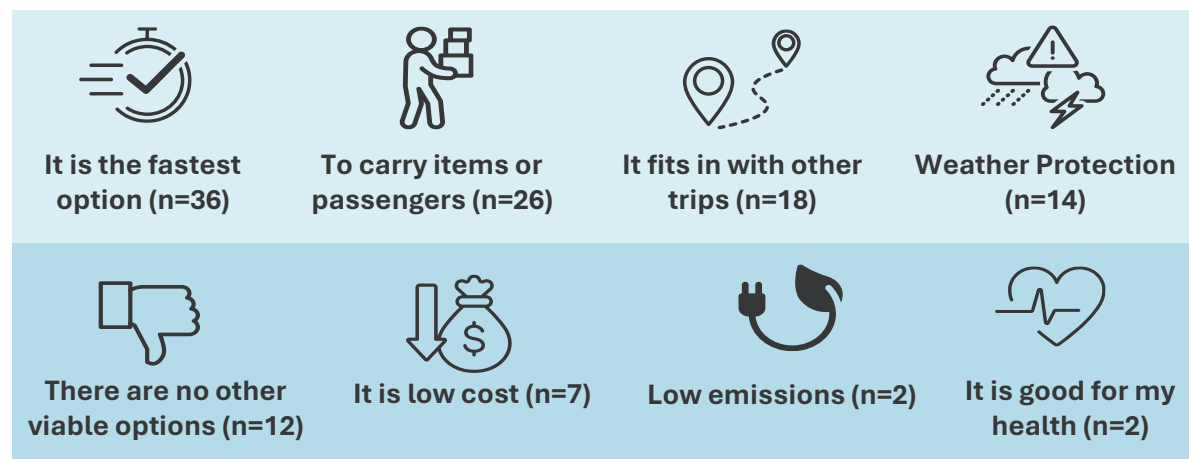 It is the fastest
option (n=36)
To carry items or
passengers (n=26)
It fits in with other
trips (n=18)
Weather Protection
(n=14)
There are no other
viable options (n=12)
It is low cost (n=7)
Low emissions (n=2)
It is good for my
health (n=2)